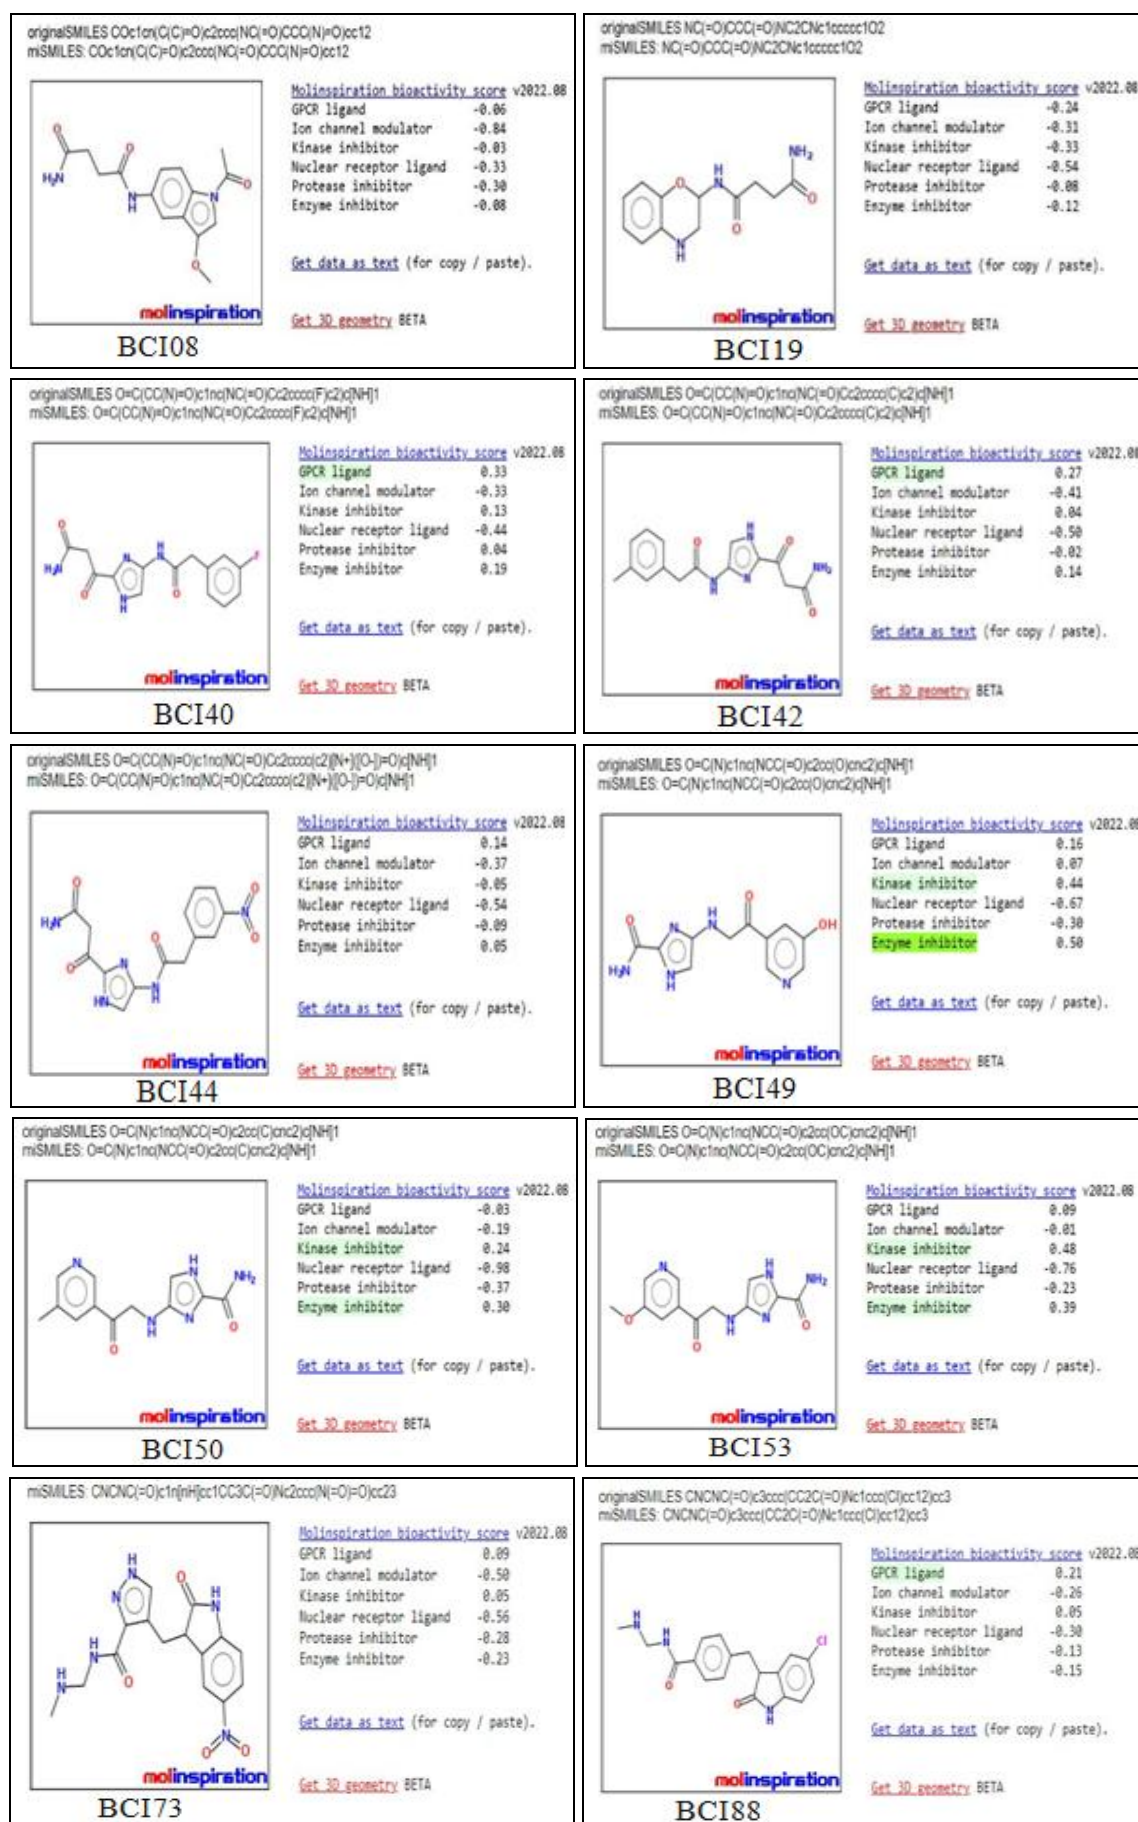 originalSMILES COc1cn(C(C)=O)c2ccc(NC(=O)CCC(N)=O)cc12
miSMILES: COc1cn(C(C)=O)c2ccc(NC(=O)CCC(N)=O)cc12
Molinspiration bioactivity score v2022.08
GPCR ligand -0.06
Ion channel modulator -0.84
Kinase inhibitor -0.03
Nuclear receptor ligand -0.33
Protease inhibitor -0.30
Enzyme inhibitor -0.08
Get data as text (for copy / paste).
Get 3D geometry BETA
O
O
O
H₂N
N
H
N
O
molinspiration
BCI08
originalSMILES NC(=O)CCC(=O)NC2CNc1ccccc1O2
miSMILES: NC(=O)CCC(=O)NC2CNc1ccccc1O2
Molinspiration bioactivity score v2022.08
GPCR ligand -0.24
Ion channel modulator -0.31
Kinase inhibitor -0.33
Nuclear receptor ligand -0.54
Protease inhibitor -0.08
Enzyme inhibitor -0.12
Get data as text (for copy / paste).
Get 3D geometry BETA
NH₂
H
N
O
O
O
N
H
molinspiration
BCI19
originalSMILES O=C(CC(N)=O)c1nc(NC(=O)Cc2cccc(F)c2)c[NH]1
miSMILES: O=C(CC(N)=O)c1nc(NC(=O)Cc2cccc(F)c2)c[NH]1
Molinspiration bioactivity score v2022.08
GPCR ligand 0.33
Ion channel modulator -0.33
Kinase inhibitor 0.13
Nuclear receptor ligand -0.44
Protease inhibitor 0.04
Enzyme inhibitor 0.19
Get data as text (for copy / paste).
Get 3D geometry BETA
O
H
N
N
F
H₂N
O
N
H
O
molinspiration
BCI40
originalSMILES O=C(CC(N)=O)c1nc(NC(=O)Cc2cccc(C)c2)c[NH]1
miSMILES: O=C(CC(N)=O)c1nc(NC(=O)Cc2cccc(C)c2)c[NH]1
Molinspiration bioactivity score v2022.08
GPCR ligand 0.27
Ion channel modulator -0.41
Kinase inhibitor 0.04
Nuclear receptor ligand -0.50
Protease inhibitor -0.02
Enzyme inhibitor 0.14
Get data as text (for copy / paste).
Get 3D geometry BETA
H
N
O
O
NH₂
N
H
N
O
molinspiration
BCI42
originalSMILES O=C(CC(N)=O)c1nc(NC(=O)Cc2cccc(c2)[N+]([O-])=O)c[NH]1
miSMILES: O=C(CC(N)=O)c1nc(NC(=O)Cc2cccc(c2)[N+]([O-])=O)c[NH]1
Molinspiration bioactivity score v2022.08
GPCR ligand 0.14
Ion channel modulator -0.37
Kinase inhibitor -0.05
Nuclear receptor ligand -0.54
Protease inhibitor -0.09
Enzyme inhibitor 0.05
Get data as text (for copy / paste).
Get 3D geometry BETA
O
O
N
O
H₂N
O
O
N
HN
N
H
molinspiration
BCI44
originalSMILES O=C(N)c1nc(NCC(=O)c2cc(O)cnc2)c[NH]1
miSMILES: O=C(N)c1nc(NCC(=O)c2cc(O)cnc2)c[NH]1
Molinspiration bioactivity score v2022.08
GPCR ligand 0.16
Ion channel modulator 0.07
Kinase inhibitor 0.44
Nuclear receptor ligand -0.67
Protease inhibitor -0.30
Enzyme inhibitor 0.50
Get data as text (for copy / paste).
Get 3D geometry BETA
O
H
N
O
N
OH
H₂N
N
H
N
molinspiration
BCI49
originalSMILES O=C(N)c1nc(NCC(=O)c2cc(C)cnc2)c[NH]1
miSMILES: O=C(N)c1nc(NCC(=O)c2cc(C)cnc2)c[NH]1
Molinspiration bioactivity score v2022.08
GPCR ligand -0.03
Ion channel modulator -0.19
Kinase inhibitor 0.24
Nuclear receptor ligand -0.98
Protease inhibitor -0.37
Enzyme inhibitor 0.30
Get data as text (for copy / paste).
Get 3D geometry BETA
N
H
N
NH₂
N
H
N
O
O
molinspiration
BCI50
originalSMILES O=C(N)c1nc(NCC(=O)c2cc(OC)cnc2)c[NH]1
miSMILES: O=C(N)c1nc(NCC(=O)c2cc(OC)cnc2)c[NH]1
Molinspiration bioactivity score v2022.08
GPCR ligand 0.09
Ion channel modulator -0.01
Kinase inhibitor 0.48
Nuclear receptor ligand -0.76
Protease inhibitor -0.23
Enzyme inhibitor 0.39
Get data as text (for copy / paste).
Get 3D geometry BETA
N
H
N
NH₂
O
N
H
N
O
O
molinspiration
BCI53
miSMILES: CNCNC(=O)c1n[nH]cc1CC3C(=O)Nc2ccc(N(=O)=O)cc23
Molinspiration bioactivity score v2022.08
GPCR ligand 0.09
Ion channel modulator -0.50
Kinase inhibitor 0.05
Nuclear receptor ligand -0.56
Protease inhibitor -0.28
Enzyme inhibitor -0.23
Get data as text (for copy / paste).
Get 3D geometry BETA
H
N
N
O
H
N
H
N
O
H
N
N
O
O
molinspiration
BCI73
originalSMILES CNCNC(=O)c3ccc(CC2C(=O)Nc1ccc(Cl)cc12)cc3
miSMILES: CNCNC(=O)c3ccc(CC2C(=O)Nc1ccc(Cl)cc12)cc3
Molinspiration bioactivity score v2022.08
GPCR ligand 0.21
Ion channel modulator -0.26
Kinase inhibitor 0.05
Nuclear receptor ligand -0.30
Protease inhibitor -0.13
Enzyme inhibitor -0.15
Get data as text (for copy / paste).
Get 3D geometry BETA
H
N
H
N
Cl
O
O
N
H
molinspiration
BCI88